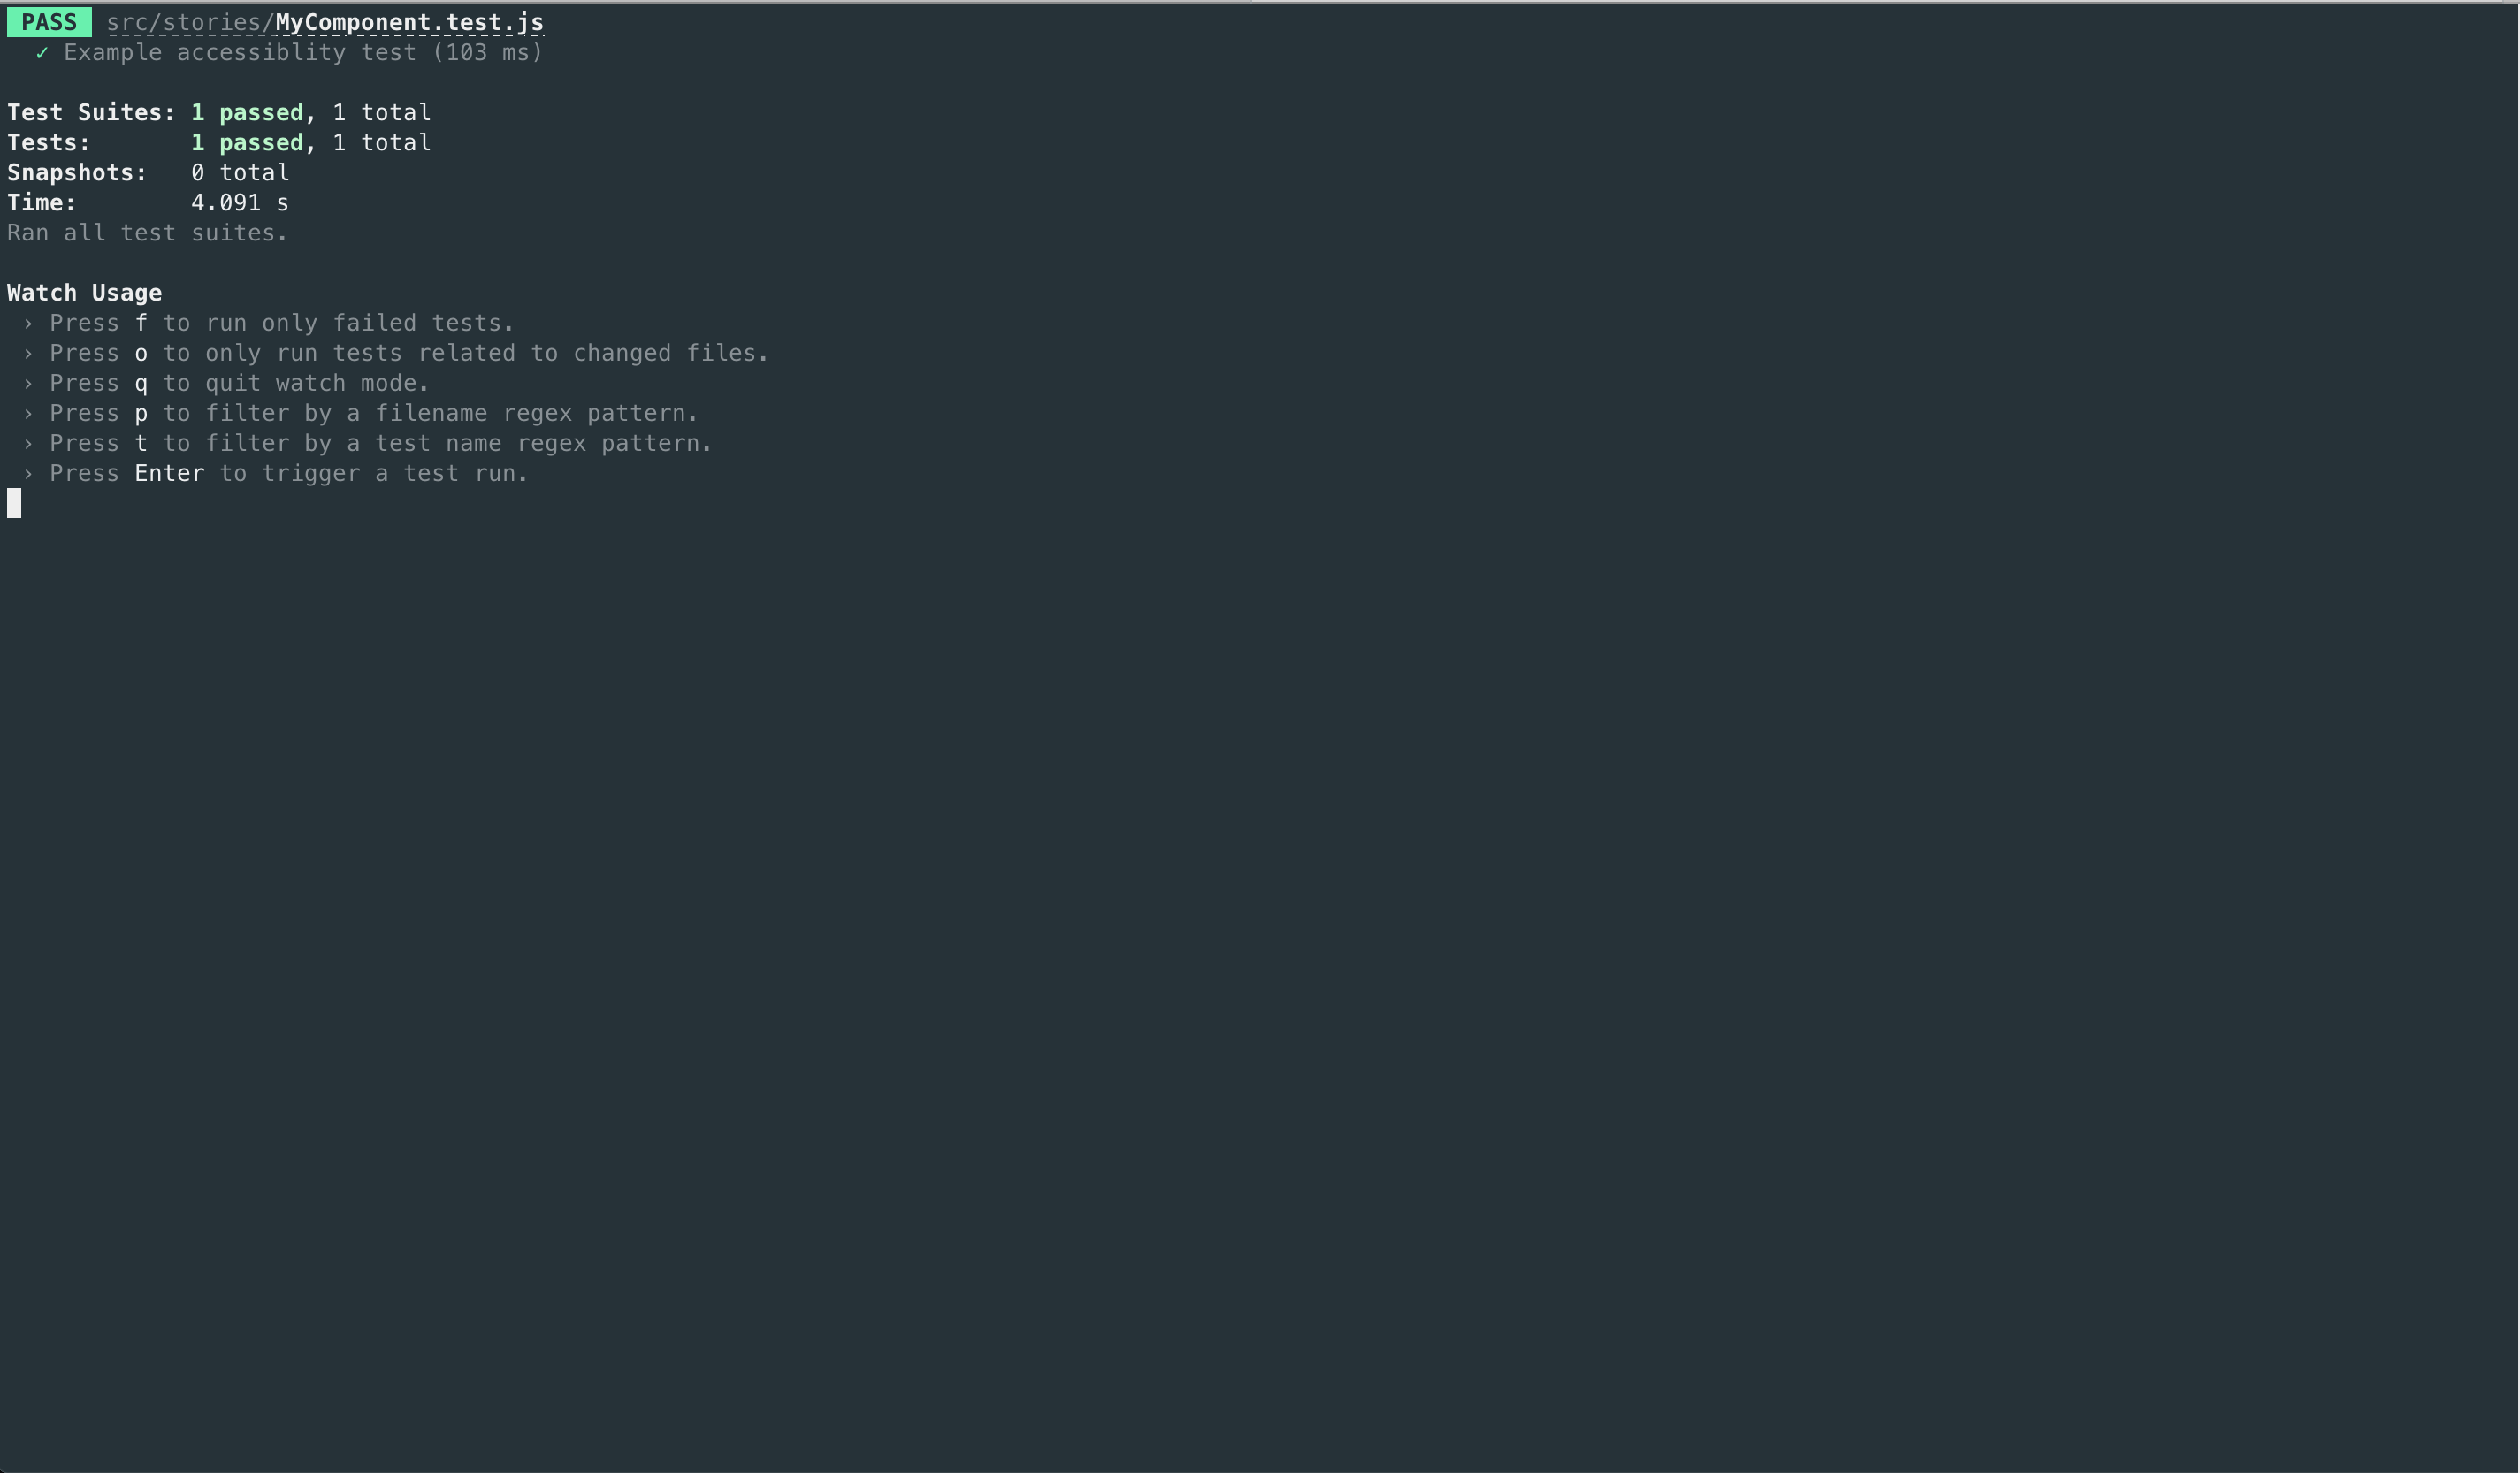 PASS src/stories/MyComponent.test.js
✓ Example accessiblity test (103 ms)
Test Suites: 1 passed, 1 total
Tests: 1 passed, 1 total
Snapshots: 0 total
Time: 4.091 s
Ran all test suites.
Watch Usage
› Press f to run only failed tests.
› Press o to only run tests related to changed files.
› Press q to quit watch mode.
› Press p to filter by a filename regex pattern.
› Press t to filter by a test name regex pattern.
› Press Enter to trigger a test run.